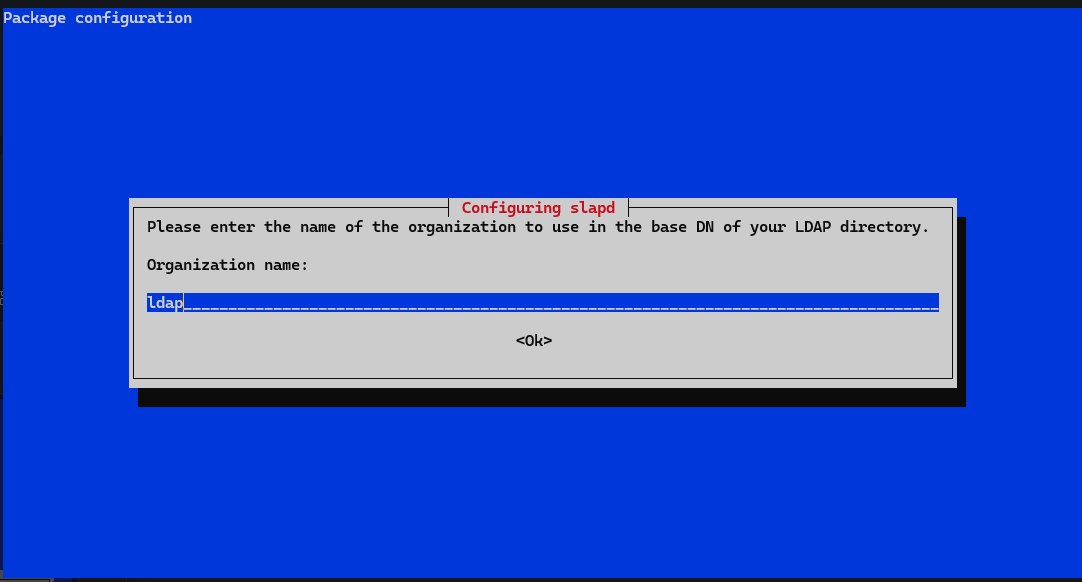 Package configuration
Configuring slapd
Please enter the name of the organization to use in the base DN of your LDAP directory.
Organization name:
ldap____________________________________________________________________________________
<Ok>